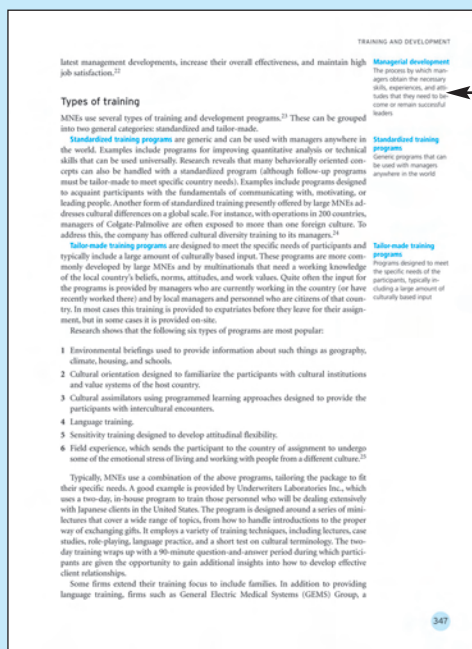 TRAINING AND DEVELOPMENT
latest management developments, increase their overall effectiveness, and maintain high
job satisfaction.22
Managerial development
The process by which man-
agers obtain the necessary
skills, experiences, and atti-
tudes that they need to be-
come or remain successful
leaders
Types of training
MNEs use several types of training and development programs.23 These can be grouped
into two general categories: standardized and tailor-made.
Standardized training programs are generic and can be used with managers anywhere in
the world. Examples include programs for improving quantitative analysis or technical
skills that can be used universally. Research reveals that many behaviorally oriented con-
cepts can also be handled with a standardized program (although follow-up programs
must be tailor-made to meet specific country needs). Examples include programs designed
to acquaint participants with the fundamentals of communicating with, motivating, or
leading people. Another form of standardized training presently offered by large MNEs ad-
dresses cultural differences on a global scale. For instance, with operations in 200 countries,
managers of Colgate-Palmolive are often exposed to more than one foreign culture. To
address this, the company has offered cultural diversity training to its managers.24
Standardized training
programs
Generic programs that can
be used with managers
anywhere in the world
Tailor-made training programs are designed to meet the specific needs of participants and
typically include a large amount of culturally based input. These programs are more com-
monly developed by large MNEs and by multinationals that need a working knowledge
of the local country's beliefs, norms, attitudes, and work values. Quite often the input for
the programs is provided by managers who are currently working in the country (or have
recently worked there) and by local managers and personnel who are citizens of that coun-
try. In most cases this training is provided to expatriates before they leave for their assign-
ment, but in some cases it is provided on-site.
Tailor-made training
programs
Programs designed to meet
the specific needs of the
participants, typically in-
cluding a large amount of
culturally based input
Research shows that the following six types of programs are most popular:
1 Environmental briefings used to provide information about such things as geography,
climate, housing, and schools.
2 Cultural orientation designed to familiarize the participants with cultural institutions
and value systems of the host country.
3 Cultural assimilators using programmed learning approaches designed to provide the
participants with intercultural encounters.
4 Language training.
5 Sensitivity training designed to develop attitudinal flexibility.
6 Field experience, which sends the participant to the country of assignment to undergo
some of the emotional stress of living and working with people from a different culture.25
Typically, MNEs use a combination of the above programs, tailoring the package to fit
their specific needs. A good example is provided by Underwriters Laboratories Inc., which
uses a two-day, in-house program to train those personnel who will be dealing extensively
with Japanese clients in the United States. The program is designed around a series of mini-
lectures that cover a wide range of topics, from how to handle introductions to the proper
way of exchanging gifts. It employs a variety of training techniques, including lectures, case
studies, role-playing, language practice, and a short test on cultural terminology. The two-
day training wraps up with a 90-minute question-and-answer period during which partici-
pants are given the opportunity to gain additional insights into how to develop effective
client relationships.
Some firms extend their training focus to include families. In addition to providing
language training, firms such as General Electric Medical Systems (GEMS) Group, a
347